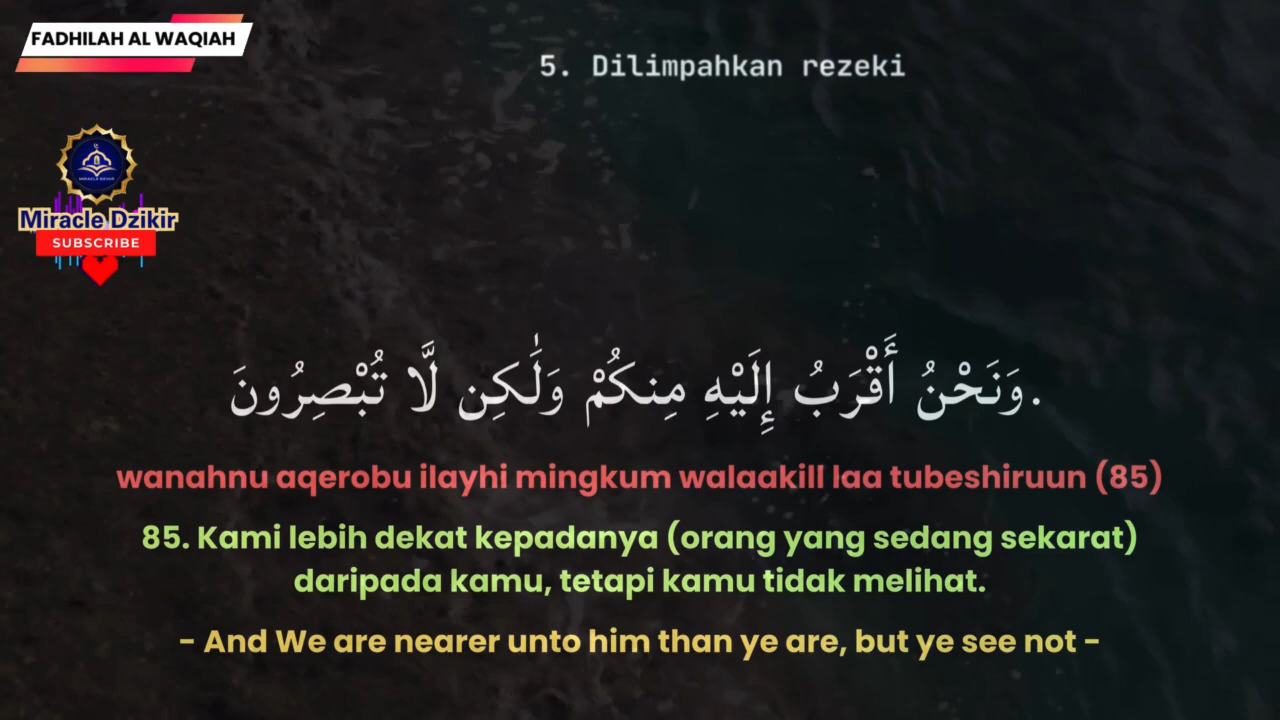 FADHILAH AL WAQIAH
5. Dilimpahkan rezeki
Miracle Dzikir
SUBSCRIBE
وَنَحْنُ أَقْرَبُ إِلَيْهِ مِنكُمْ وَلَٰكِن لَّا تُبْصِرُونَ.
wanahnu aqerobu ilayhi mingkum walaakill laa tubeshiruun (85)
85. Kami lebih dekat kepadanya (orang yang sedang sekarat)
daripada kamu, tetapi kamu tidak melihat.
- And We are nearer unto him than ye are, but ye see not -